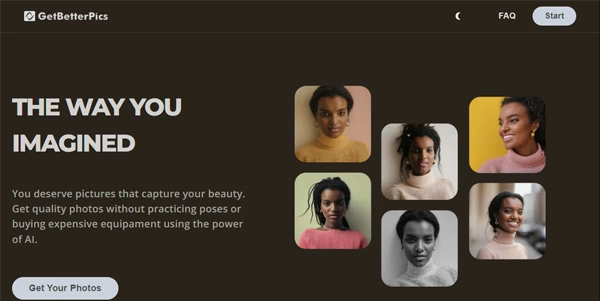 GetBetterPics
FAQ
Start
THE WAY YOU
IMAGINED
You deserve pictures that capture your beauty.
Get quality photos without practicing poses or
buying expensive equipament using the power
of AI.
Get Your Photos